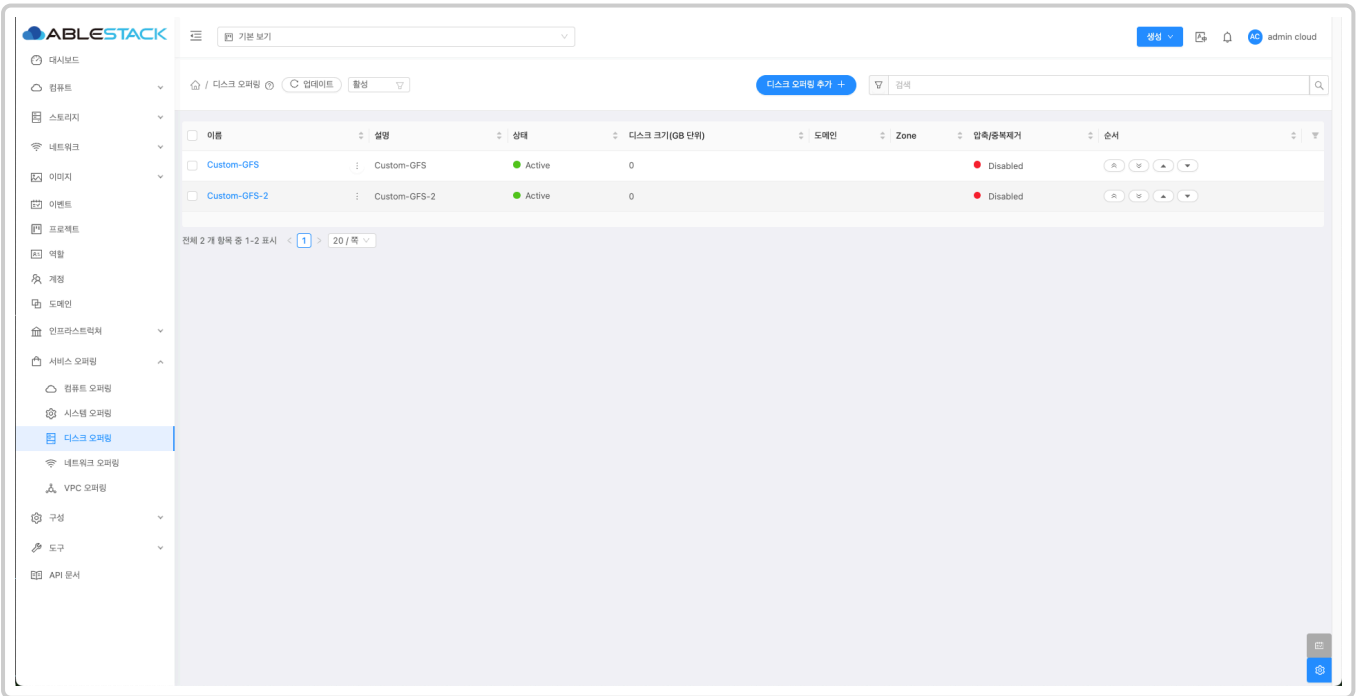 ABLESTACK
기본 보기
생성
AC
admin cloud
대시보드
컴퓨트
스토리지
네트워크
이미지
이벤트
프로젝트
역할
계정
도메인
인프라스트럭쳐
서비스 오퍼링
컴퓨트 오퍼링
시스템 오퍼링
디스크 오퍼링
네트워크 오퍼링
VPC 오퍼링
구성
도구
API 문서
/ 디스크 오퍼링
업데이트
활성
디스크 오퍼링 추가 +
검색
이름 설명 상태 디스크 크기(GB 단위) 도메인 Zone 압축/중복제거 순서
Custom-GFS Custom-GFS Active 0 Disabled
Custom-GFS-2 Custom-GFS-2 Active 0 Disabled
전체 2 개 항목 중 1-2 표시 < 1 > 20 / 쪽